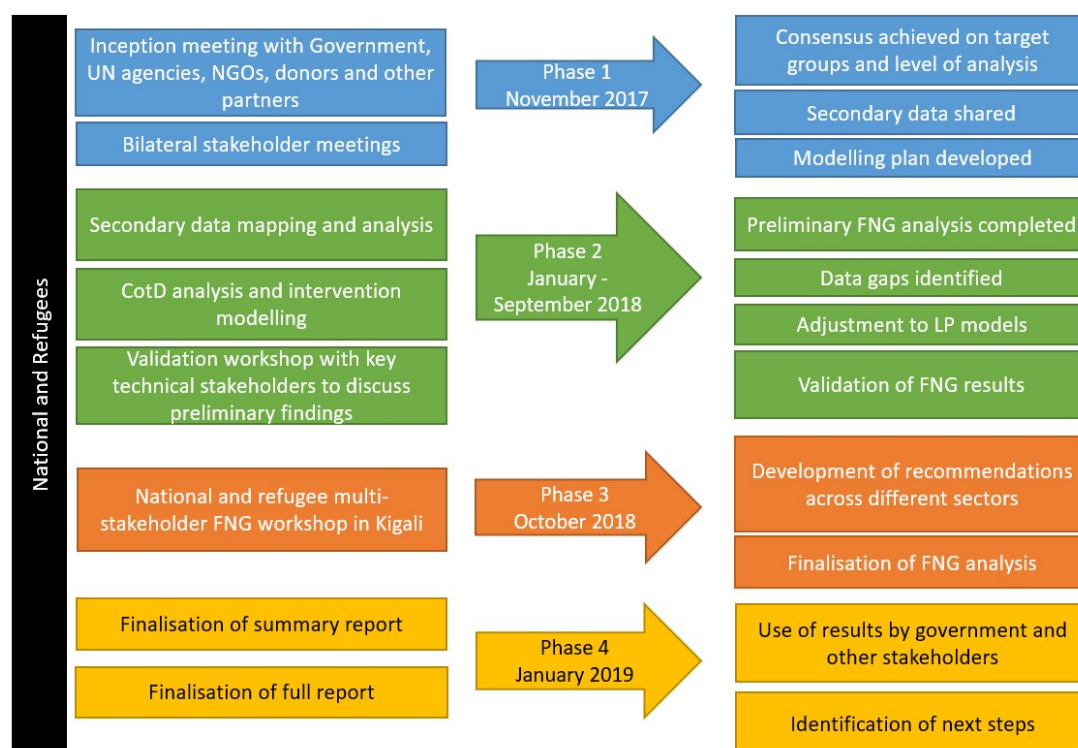 National and Refugees
Inception meeting with Government,
UN agencies, NGOs, donors and other
partners
Bilateral stakeholder meetings
Phase 1
November 2017
Consensus achieved on target
groups and level of analysis
Secondary data shared
Modelling plan developed
Secondary data mapping and analysis
CotD analysis and intervention
modelling
Validation workshop with key
technical stakeholders to discuss
preliminary findings
Phase 2
January -
September 2018
Preliminary FNG analysis completed
Data gaps identified
Adjustment to LP models
Validation of FNG results
National and refugee multi-
stakeholder FNG workshop in Kigali
Phase 3
October 2018
Development of recommendations
across different sectors
Finalisation of FNG analysis
Finalisation of summary report
Finalisation of full report
Phase 4
January 2019
Use of results by government and
other stakeholders
Identification of next steps